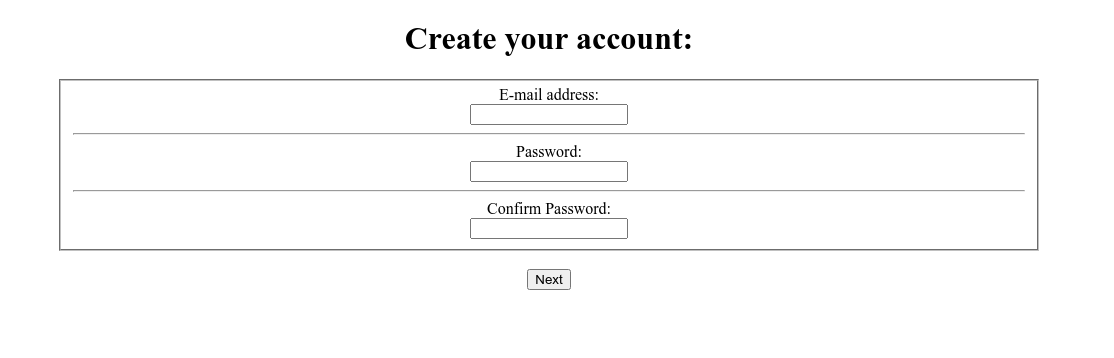 Create your account:
E-mail address:
Password:
Confirm Password:
Next